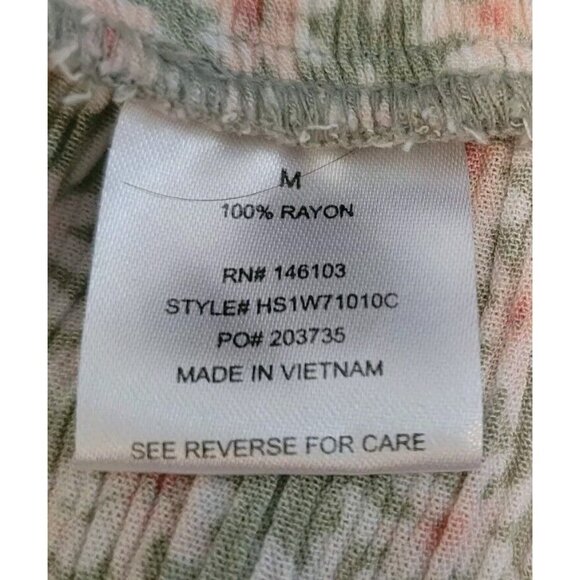 M
100% RAYON
RN# 146103
STYLE# HS1W71010C
PO# 203735
MADE IN VIETNAM
SEE REVERSE FOR CARE